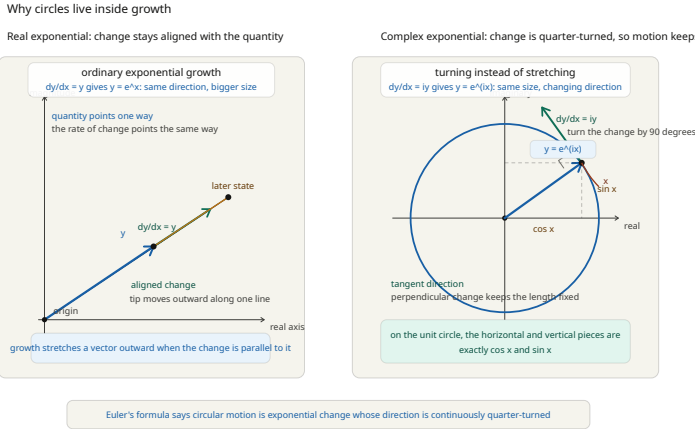 Why circles live inside growth
Real exponential: change stays aligned with the quantity
Complex exponential: change is quarter-turned, so motion keeps
ordinary exponential growth
dy/dx = y gives y = e^x: same direction, bigger size
quantity points one way
the rate of change points the same way
later state
dy/dx = y
y
aligned change
tip moves outward along one line
origin
real axis
growth stretches a vector outward when the change is parallel to it
turning instead of stretching
dy/dx = iy gives y = e^(ix): same size, changing direction
dy/dx = iy
turn the change by 90 degrees
y = e^(ix)
x
sin x
cos x
real
tangent direction
perpendicular change keeps the length fixed
on the unit circle, the horizontal and vertical pieces are
exactly cos x and sin x
Euler's formula says circular motion is exponential change whose direction is continuously quarter-turned